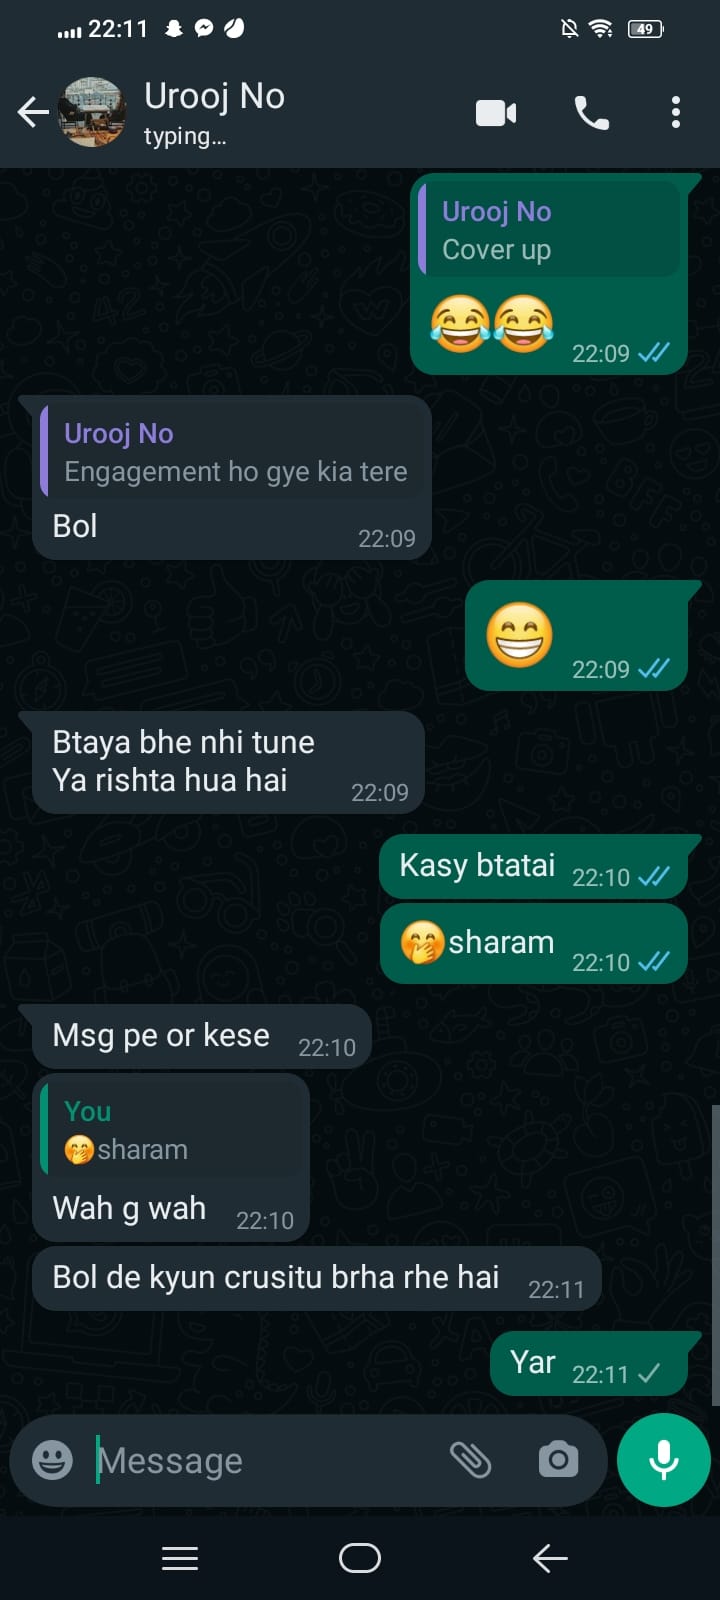 22:11
49
Urooj No
typing...
Urooj No
Cover up
😂😂
22:09
Urooj No
Engagement ho gye kia tere
Bol
22:09
😁
22:09
Btaya bhe nhi tune
Ya rishta hua hai
22:09
Kasy btatai
22:10
🤭sharam
22:10
Msg pe or kese
22:10
You
🤭sharam
Wah g wah
22:10
Bol de kyun crusitu brha rhe hai
22:11
Yar
22:11
Message